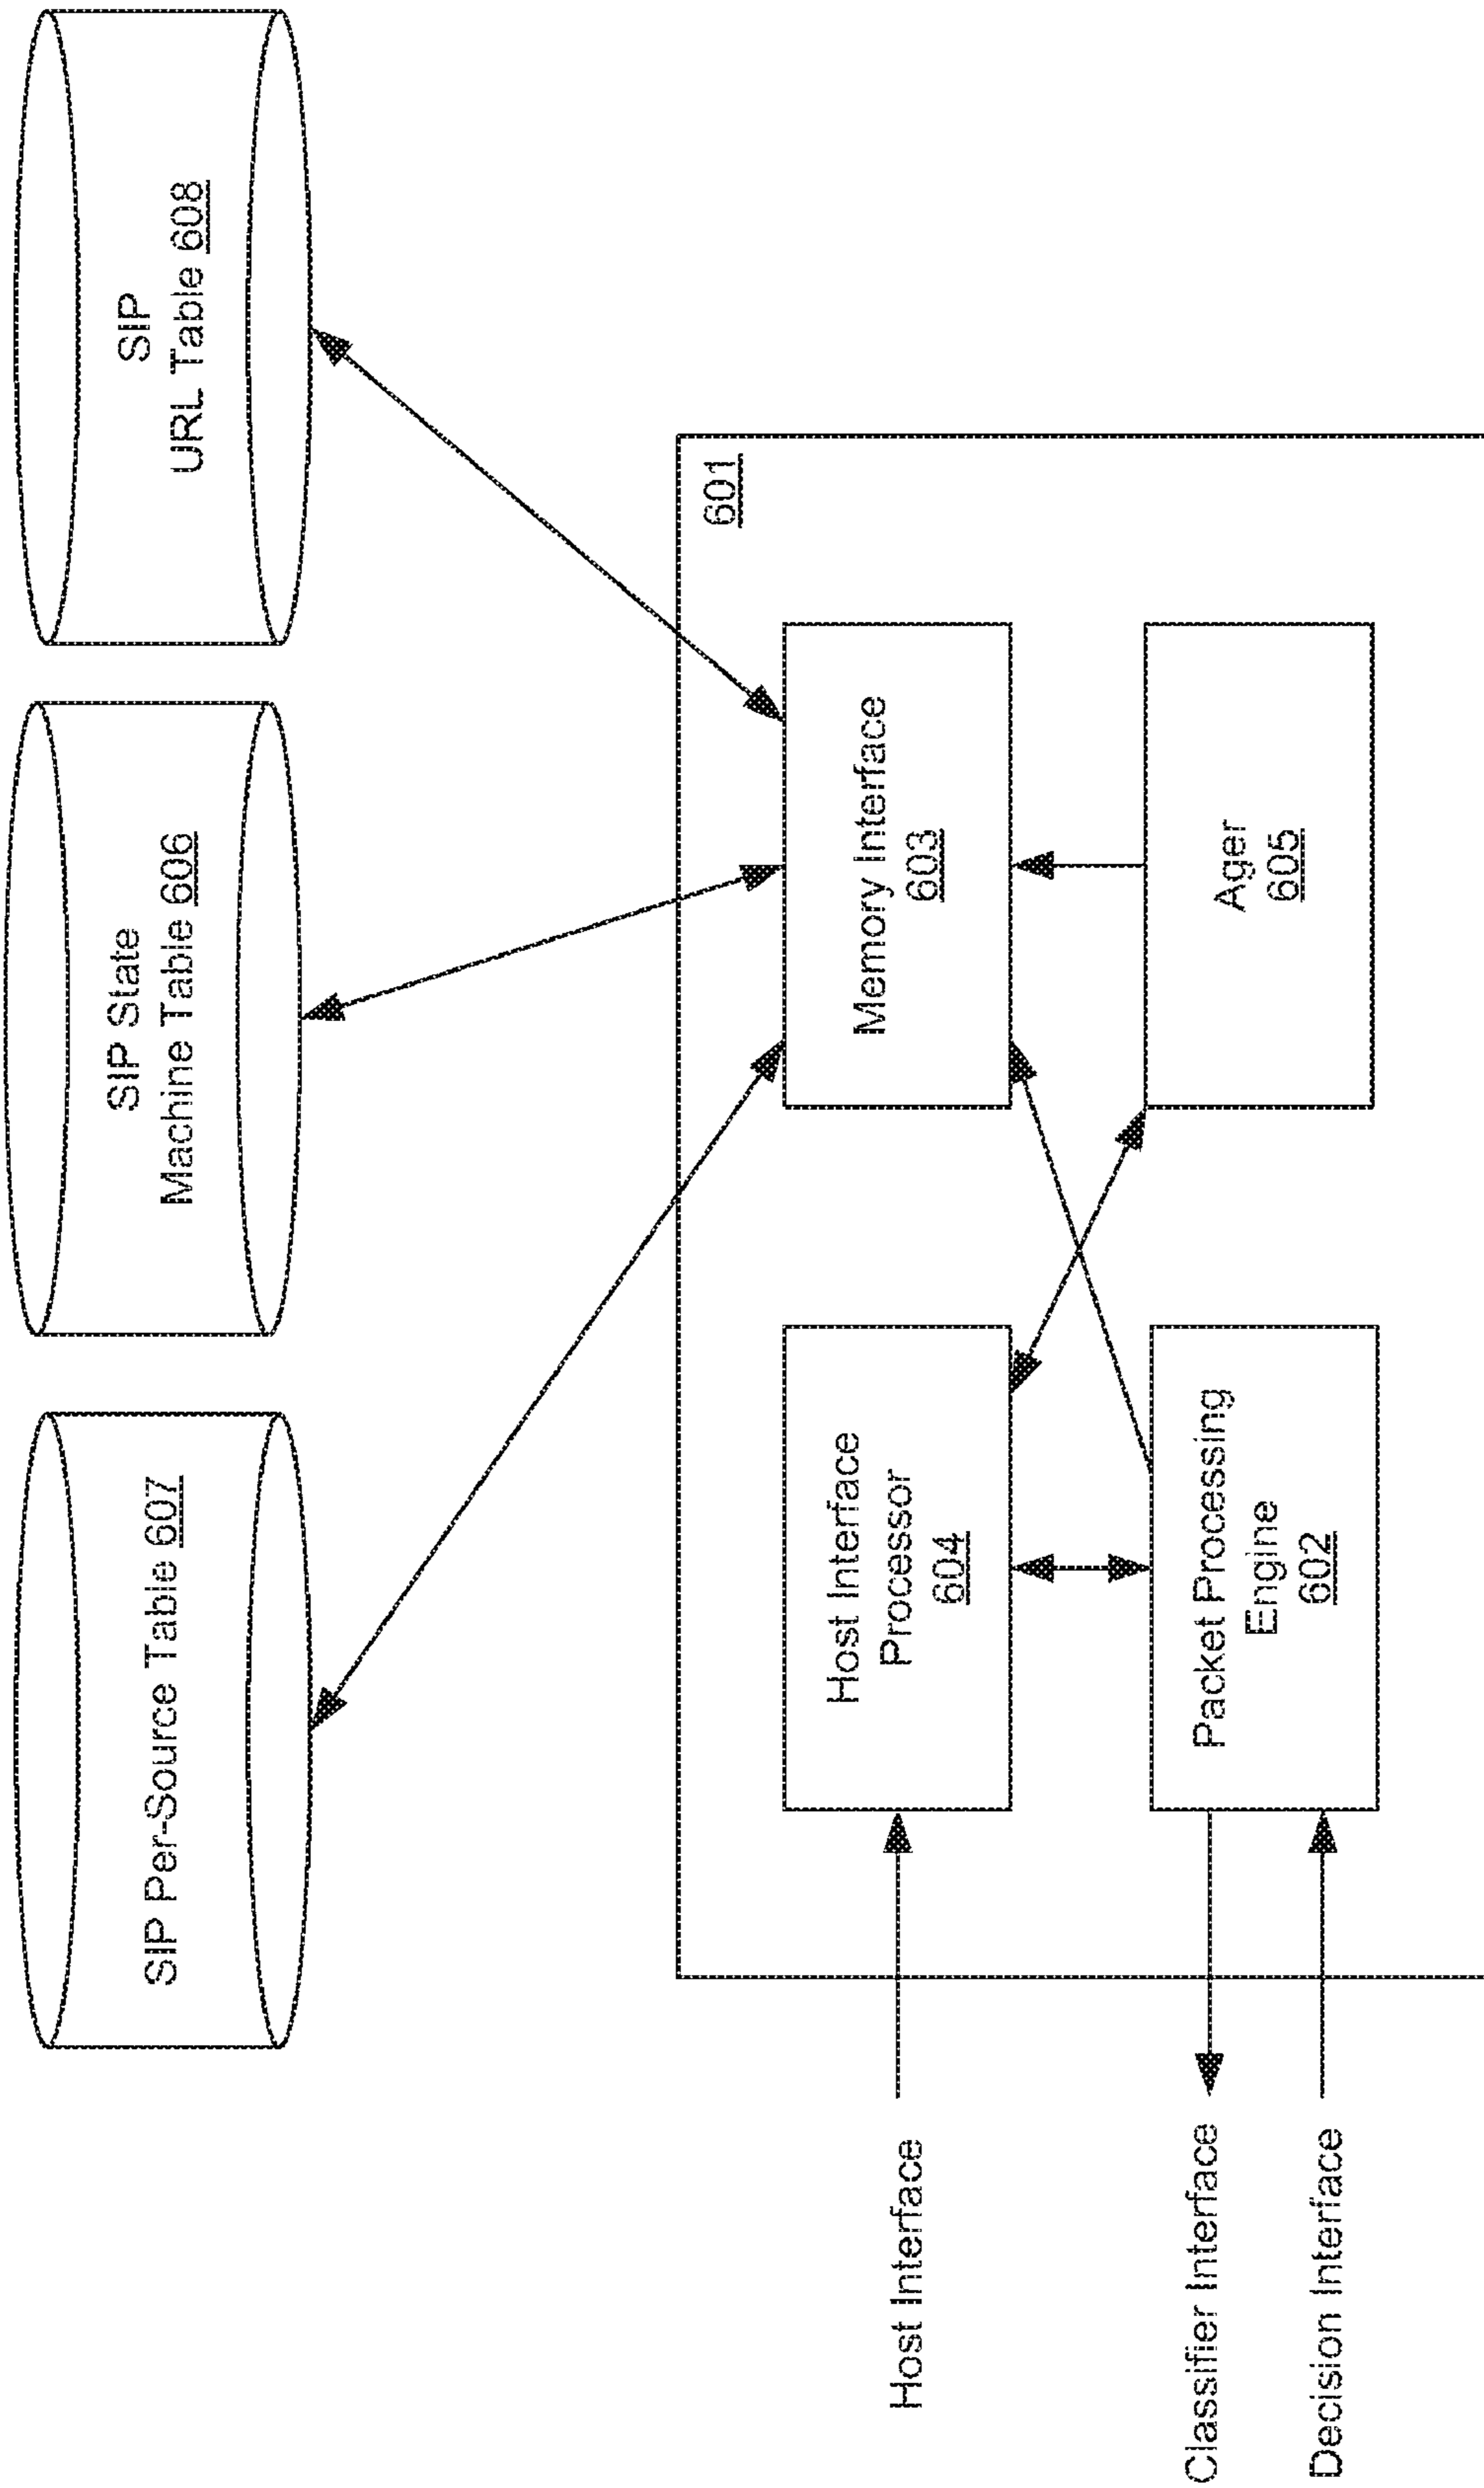 SIP Per-Source Table 607
SIP State
Machine Table 606
SIP
URL Table 608
601
Host Interface
Host Interface
Processor
604
Memory Interface
603
Classifier Interface
Decision Interface
Packet Processing
Engine
602
Ager
605